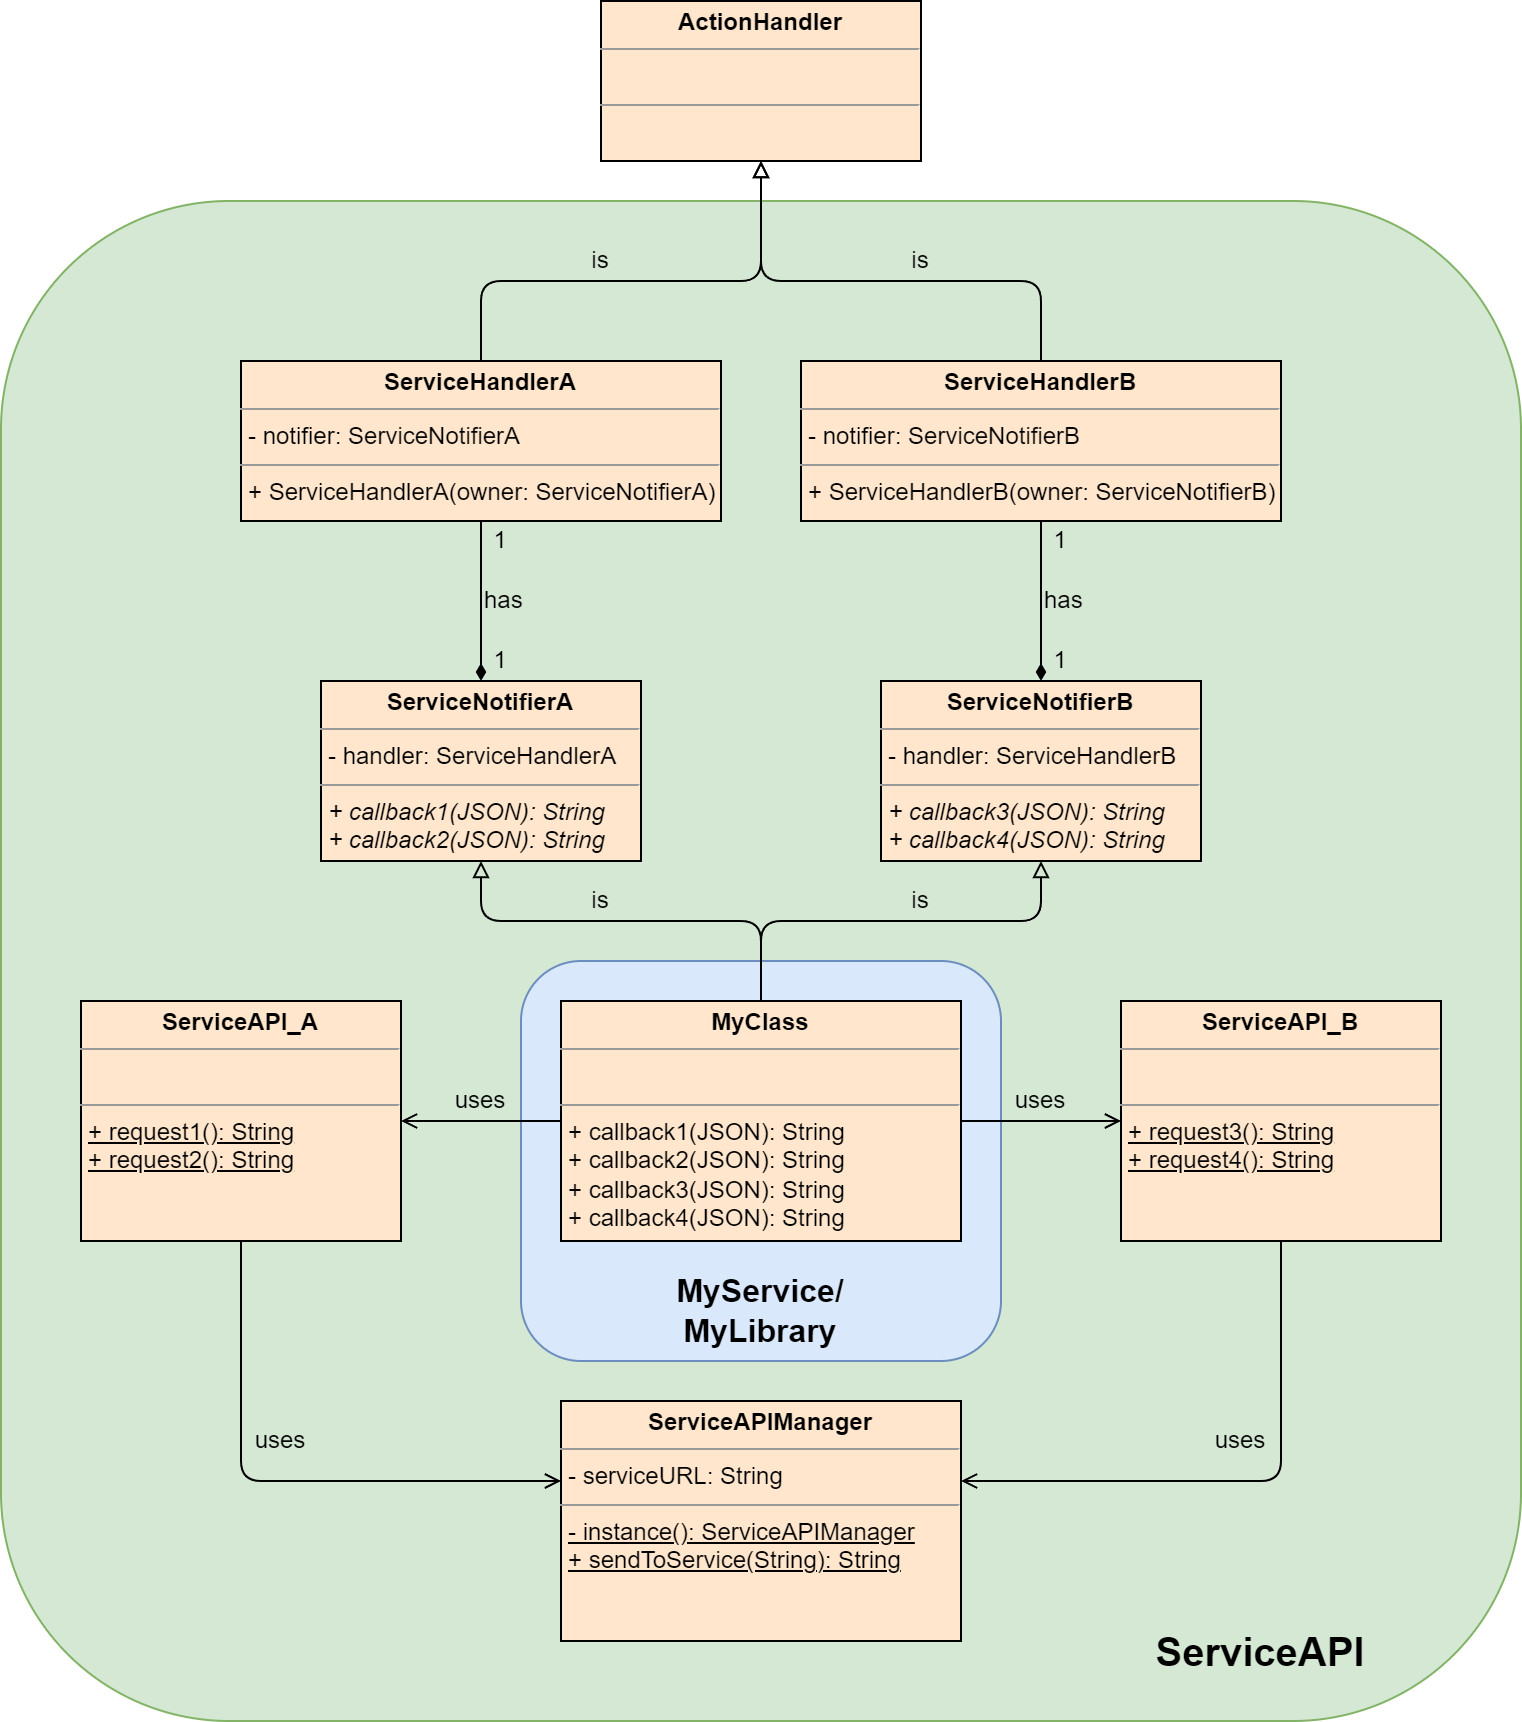 ActionHandler
is
is
ServiceHandlerA
- notifier: ServiceNotifierA
+ ServiceHandlerA(owner: ServiceNotifierA)
ServiceHandlerB
- notifier: ServiceNotifierB
+ ServiceHandlerB(owner: ServiceNotifierB)
1
has
1
1
has
1
ServiceNotifierA
- handler: ServiceHandlerA
+ callback1(JSON): String
+ callback2(JSON): String
ServiceNotifierB
- handler: ServiceHandlerB
+ callback3(JSON): String
+ callback4(JSON): String
is
is
ServiceAPI_A
+ request1(): String
+ request2(): String
uses
MyClass
+ callback1(JSON): String
+ callback2(JSON): String
+ callback3(JSON): String
+ callback4(JSON): String
uses
ServiceAPI_B
+ request3(): String
+ request4(): String
MyService/
MyLibrary
uses
uses
ServiceAPIManager
- serviceURL: String
- instance(): ServiceAPIManager
+ sendToService(String): String
ServiceAPI